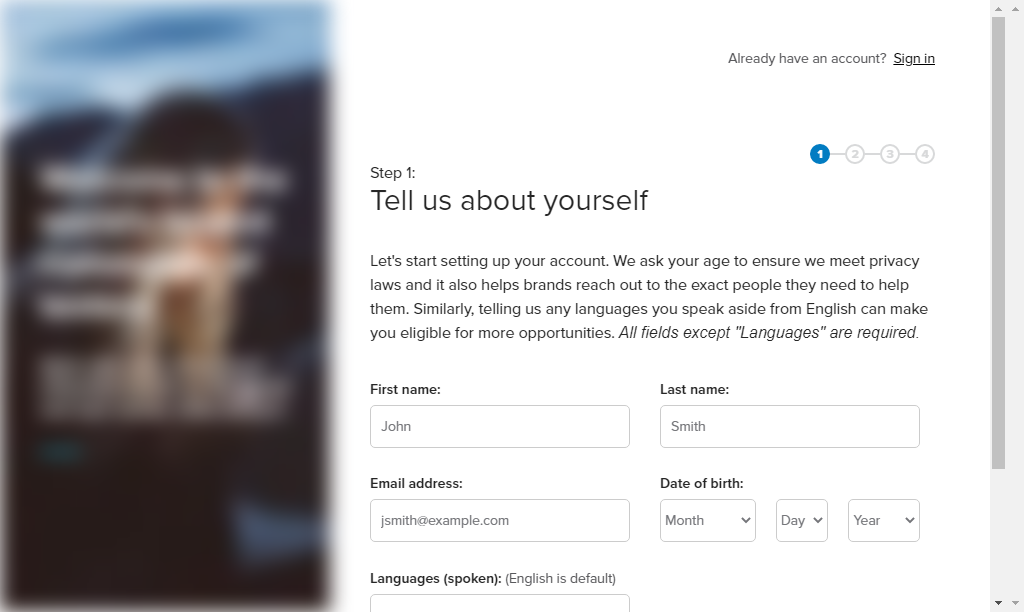 Already have an account? Sign in
1 2 3 4
Step 1:
Tell us about yourself
Let's start setting up your account. We ask your age to ensure we meet privacy
laws and it also helps brands reach out to the exact people they need to help
them. Similarly, telling us any languages you speak aside from English can make
you eligible for more opportunities. All fields except "Languages" are required.
First name:
Last name:
John
Smith
Email address:
Date of birth:
jsmith@example.com
Month
Day
Year
Languages (spoken): (English is default)